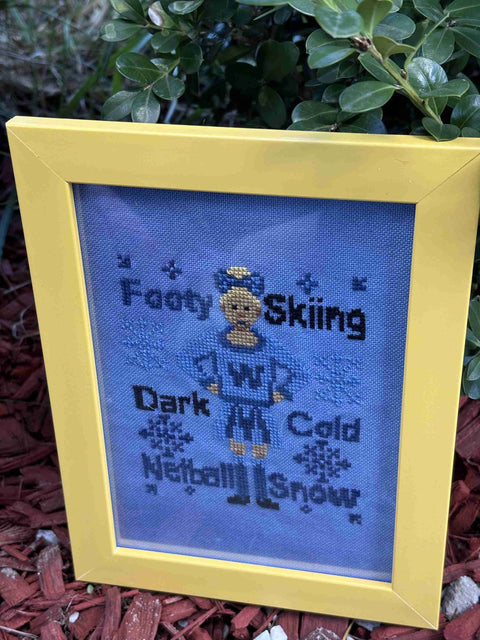 Footy Skiing
W
Dark Cold
Netball Snow